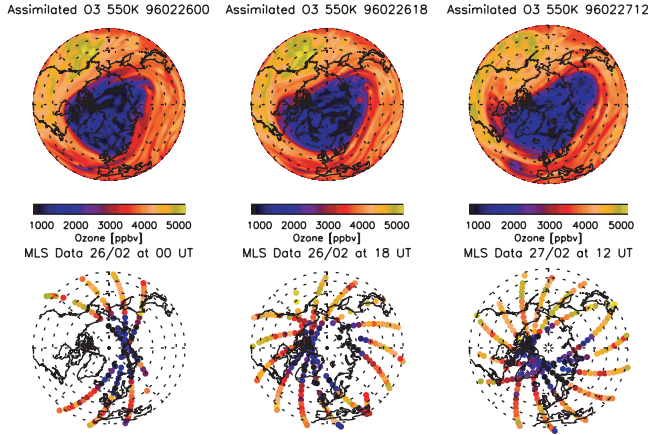 Assimilated O3 550K 96022600
Assimilated O3 550K 96022618
Assimilated O3 550K 96022712
1000 2000 3000 4000 5000
1000 2000 3000 4000 5000
1000 2000 3000 4000 5000
Ozone [ppbv]
Ozone [ppbv]
Ozone [ppbv]
MLS Data 26/02 at 00 UT
MLS Data 26/02 at 18 UT
MLS Data 27/02 at 12 UT